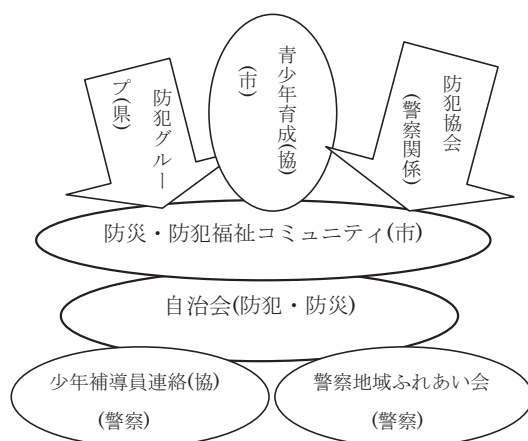 防犯グルー
プ(県)
青少年育成(協)
(市)
防犯協会
(警察関係)
防災・防犯福祉コミュニティ(市)
自治会(防犯・防災)
少年補導員連絡(協)
(警察)
警察地域ふれあい会
(警察)